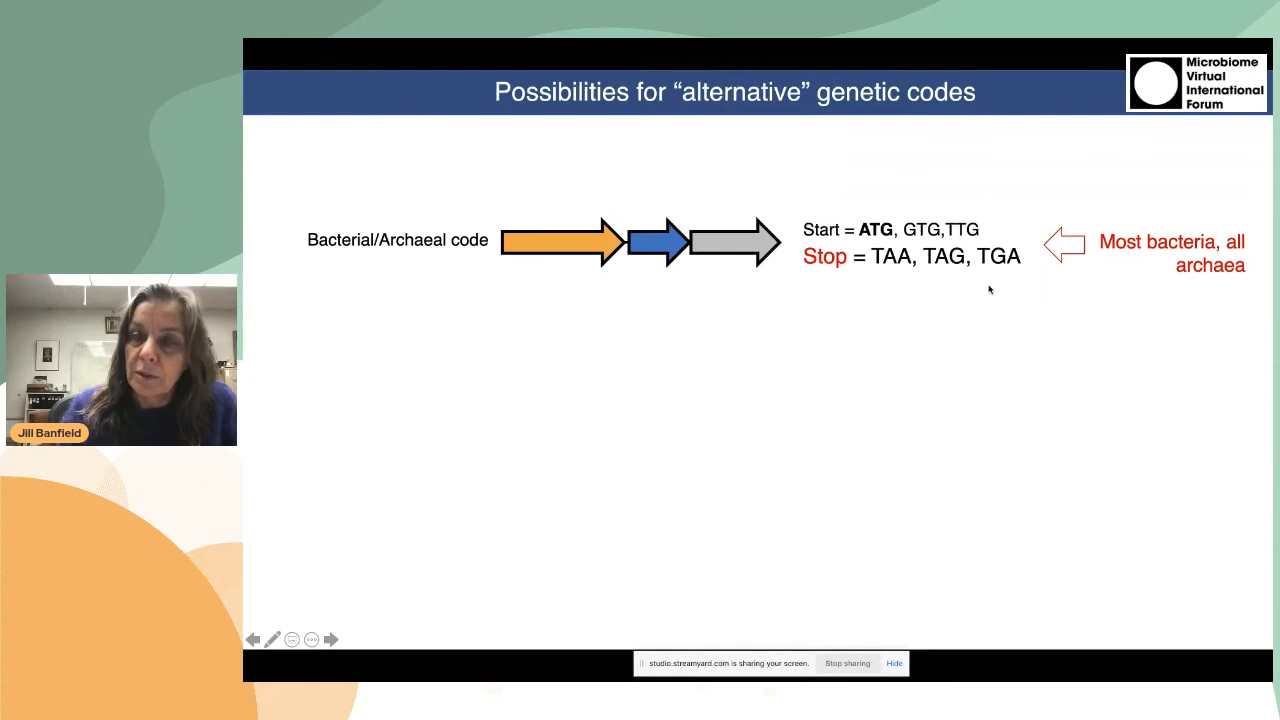 Possibilities for “alternative” genetic codes
Microbiome
Virtual
International
Forum
Bacterial/Archaeal code
Start = ATG, GTG,TTG
Stop = TAA, TAG, TGA
Most bacteria, all
archaea
Jill Banfield
studio.streamyard.com is sharing your screen.
Stop sharing
Hide